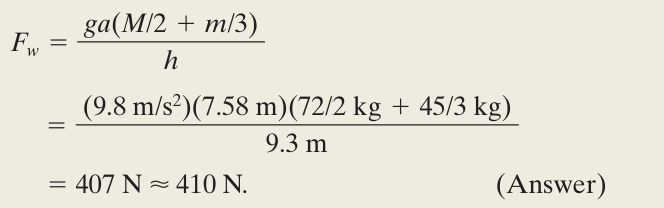 F_w = ga(M/2 + m/3) / h
= (9.8 m/s²)(7.58 m)(72/2 kg + 45/3 kg) / 9.3 m
= 407 N ≈ 410 N. (Answer)